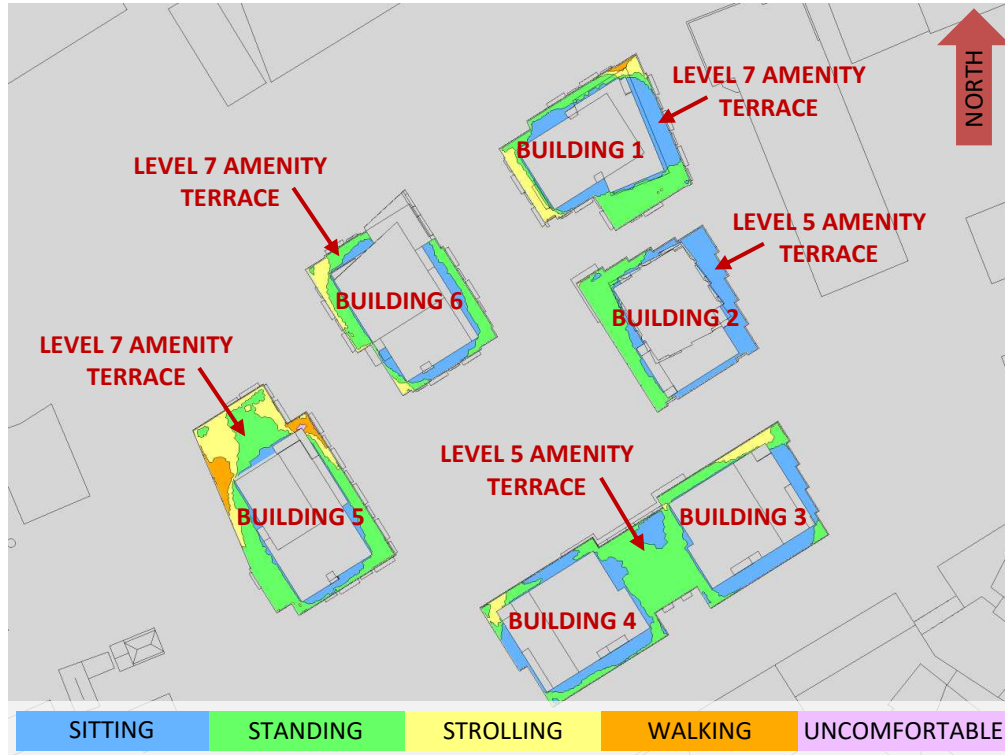 NORTH
LEVEL 7 AMENITY
TERRACE
BUILDING 1
LEVEL 7 AMENITY
TERRACE
LEVEL 5 AMENITY
TERRACE
BUILDING 6
BUILDING 2
LEVEL 7 AMENITY
TERRACE
LEVEL 5 AMENITY
TERRACE
BUILDING 5
BUILDING 3
BUILDING 4
SITTING
STANDING
STROLLING
WALKING
UNCOMFORTABLE